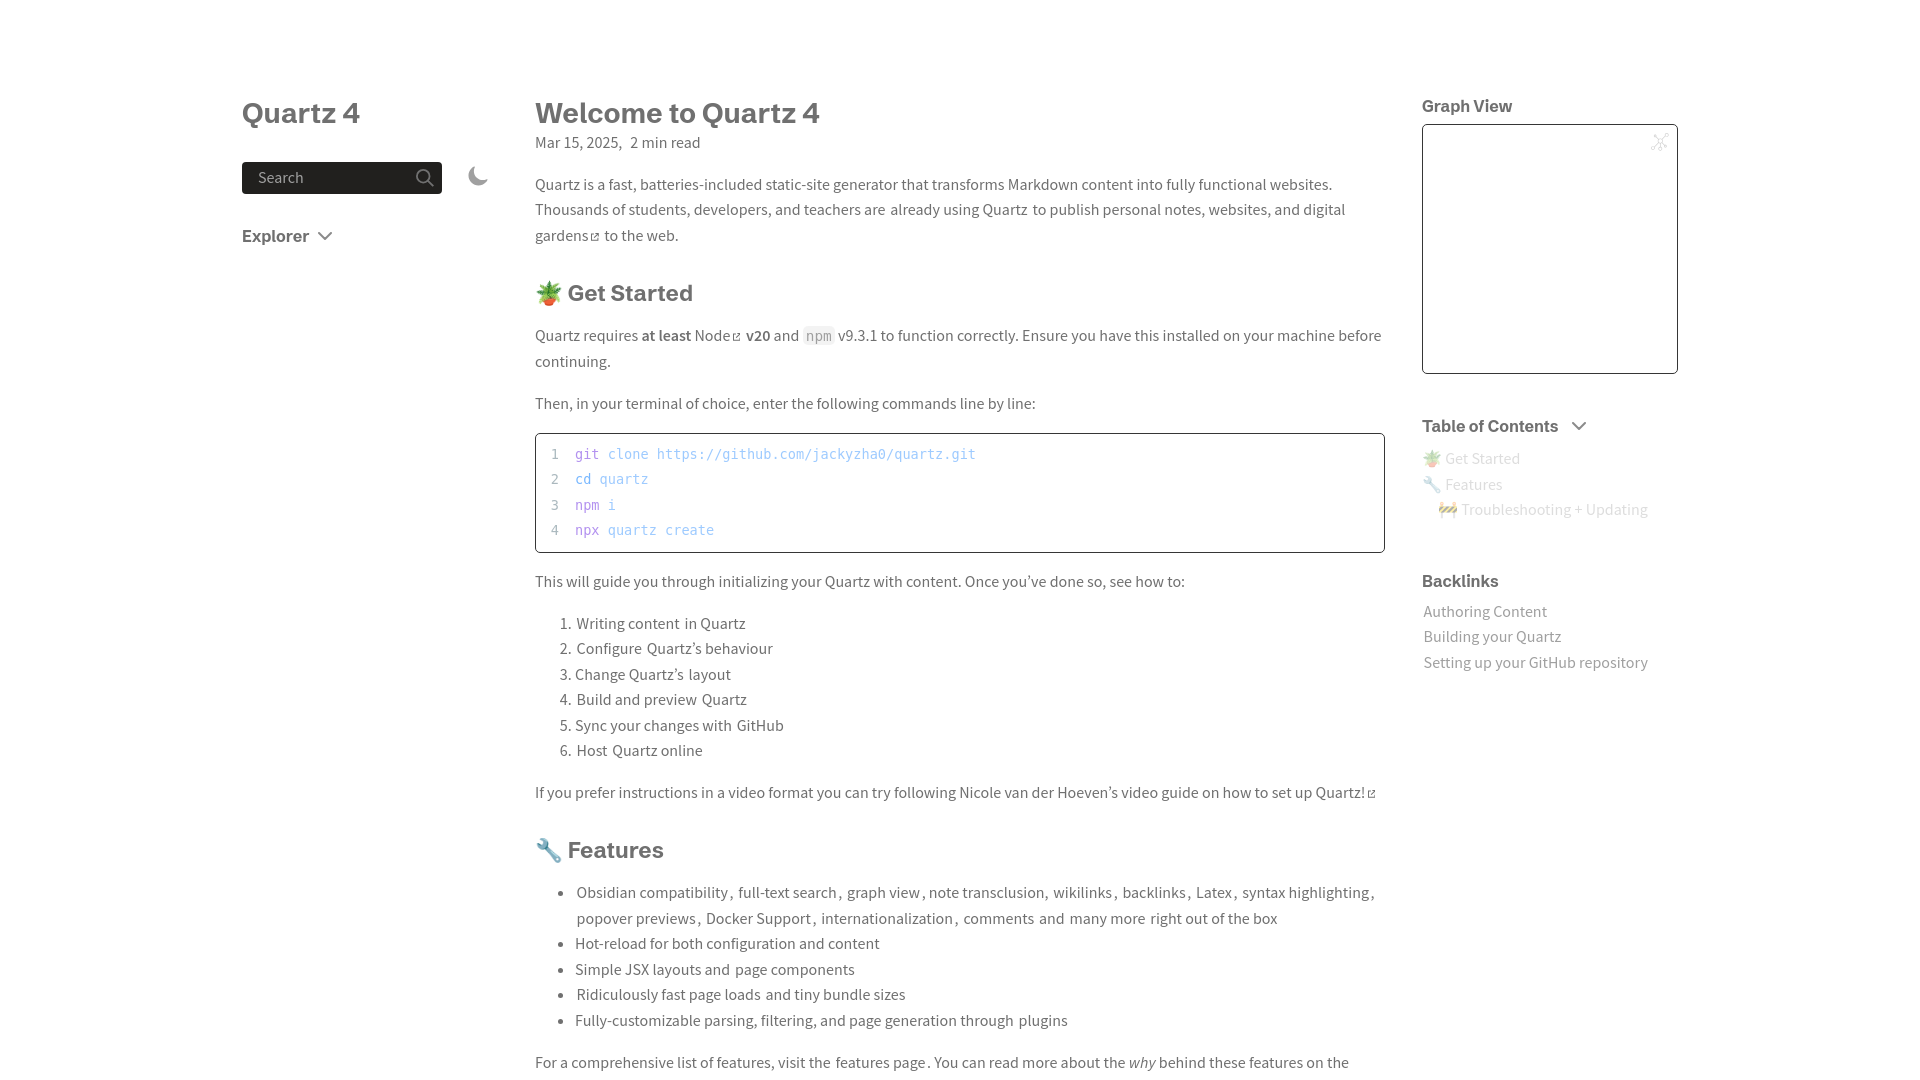 Quartz 4
Search
Explorer
Welcome to Quartz 4
Mar 15, 2025, 2 min read
Quartz is a fast, batteries-included static-site generator that transforms Markdown content into fully functional websites.
Thousands of students, developers, and teachers are already using Quartz to publish personal notes, websites, and digital
gardens to the web.
🪴 Get Started
Quartz requires at least Node v20 and npm v9.3.1 to function correctly. Ensure you have this installed on your machine before
continuing.
Then, in your terminal of choice, enter the following commands line by line:
1 git clone https://github.com/jackyzha0/quartz.git
2 cd quartz
3 npm i
4 npx quartz create
This will guide you through initializing your Quartz with content. Once you’ve done so, see how to:
1. Writing content in Quartz
2. Configure Quartz’s behaviour
3. Change Quartz’s layout
4. Build and preview Quartz
5. Sync your changes with GitHub
6. Host Quartz online
If you prefer instructions in a video format you can try following Nicole van der Hoeven’s video guide on how to set up Quartz!
🔧 Features
• Obsidian compatibility, full-text search, graph view, note transclusion, wikilinks, backlinks, Latex, syntax highlighting,
popover previews, Docker Support, internationalization, comments and many more right out of the box
• Hot-reload for both configuration and content
• Simple JSX layouts and page components
• Ridiculously fast page loads and tiny bundle sizes
• Fully-customizable parsing, filtering, and page generation through plugins
For a comprehensive list of features, visit the features page. You can read more about the why behind these features on the
Graph View
Table of Contents
🪴 Get Started
🔧 Features
🚧 Troubleshooting + Updating
Backlinks
Authoring Content
Building your Quartz
Setting up your GitHub repository